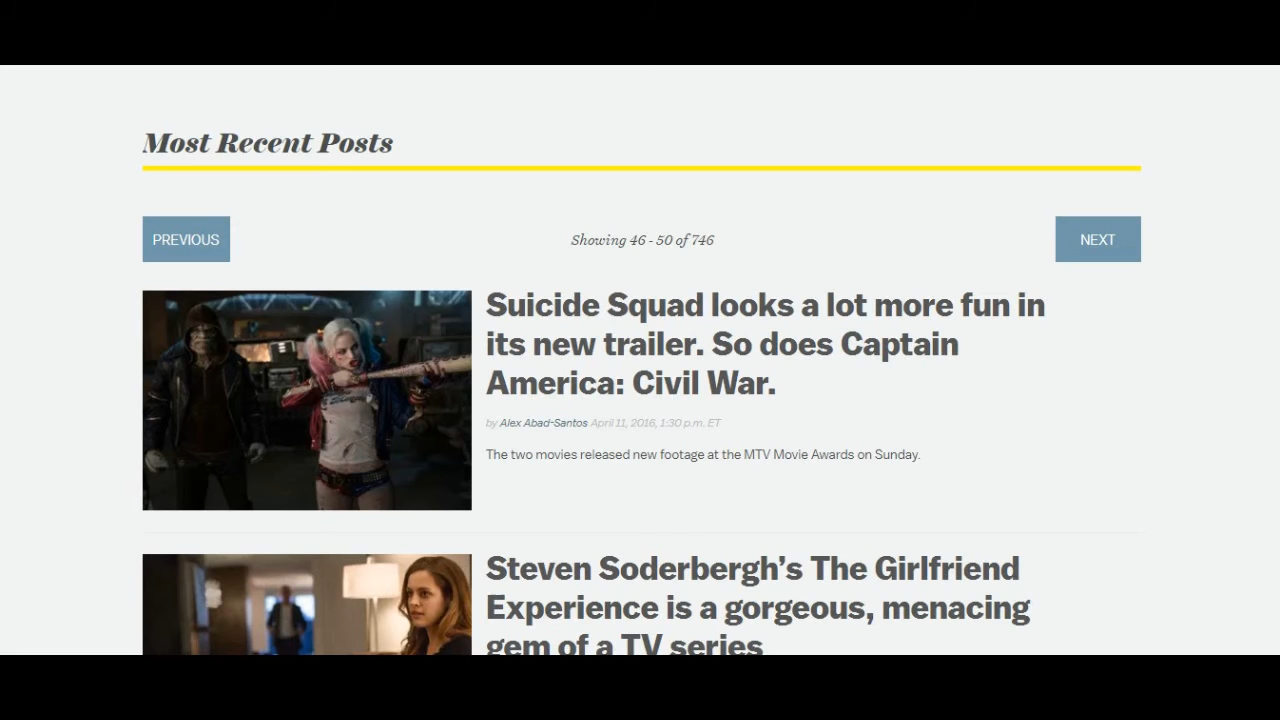 Most Recent Posts
PREVIOUS
Showing 46 - 50 of 746
NEXT
Suicide Squad looks a lot more fun in
its new trailer. So does Captain
America: Civil War.
by Alex Abad-Santos April 11, 2016, 1:30 p.m. ET
The two movies released new footage at the MTV Movie Awards on Sunday.
Steven Soderbergh's The Girlfriend
Experience is a gorgeous, menacing
gem of a TV series